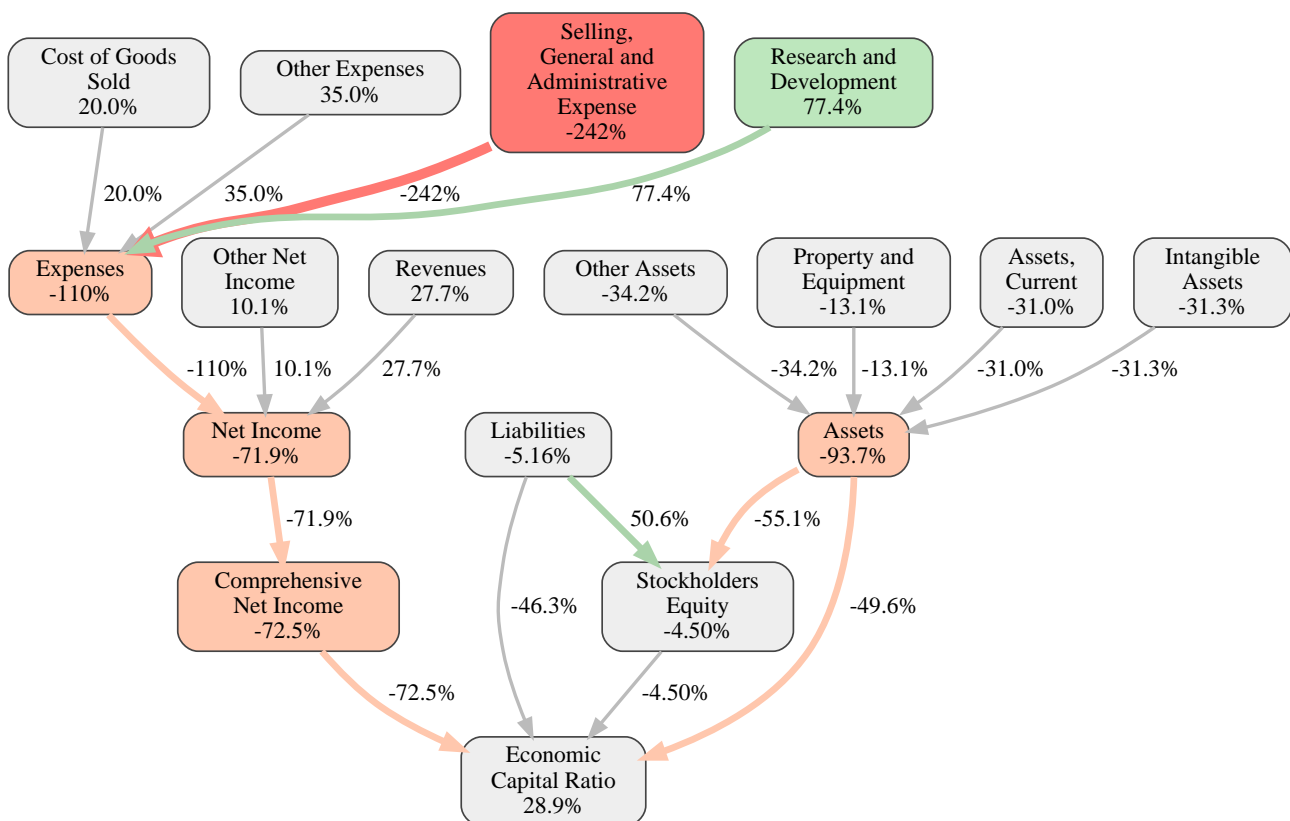 Cost of Goods
Sold
20.0%
Other Expenses
35.0%
Selling,
General and
Administrative
Expense
-242%
Research and
Development
77.4%
20.0%
35.0%
-242%
77.4%
Expenses
-110%
Other Net
Income
10.1%
Revenues
27.7%
Other Assets
-34.2%
Property and
Equipment
-13.1%
Assets,
Current
-31.0%
Intangible
Assets
-31.3%
-110%
10.1%
27.7%
-34.2%
-13.1%
-31.0%
-31.3%
Net Income
-71.9%
Liabilities
-5.16%
Assets
-93.7%
-71.9%
50.6%
-55.1%
Comprehensive
Net Income
-72.5%
-46.3%
Stockholders
Equity
-4.50%
-49.6%
-72.5%
-4.50%
Economic
Capital Ratio
28.9%